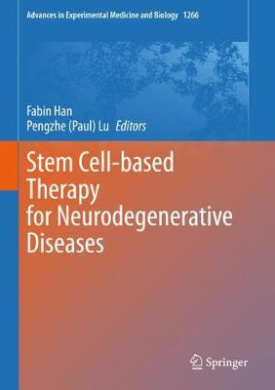 Advances in Experimental Medicine and Biology 1266
Fabin Han
Pengzhe (Paul) Lu Editors
Stem Cell-based
Therapy
for Neurodegenerative
Diseases
Springer